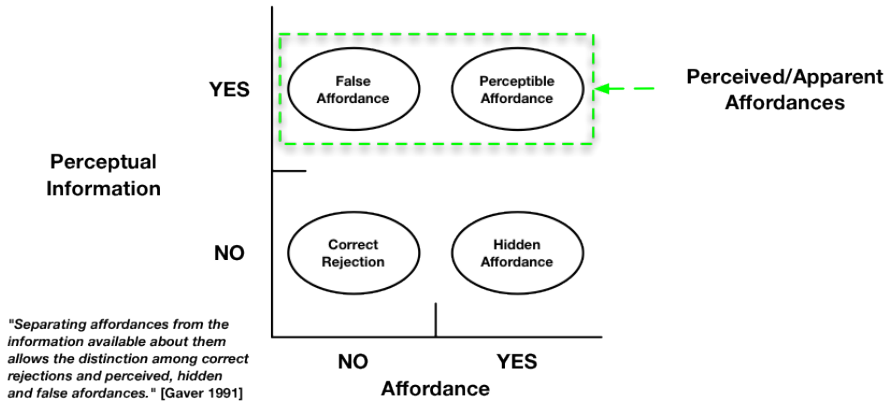 YES
False
Affordance
Perceptible
Affordance
Perceived/Apparent
Affordances
Perceptual
Information
NO
Correct
Rejection
Hidden
Affordance
"Separating affordances from the
information available about them
allows the distinction among correct
rejections and perceived, hidden
and false afordances." [Gaver 1991]
NO
YES
Affordance